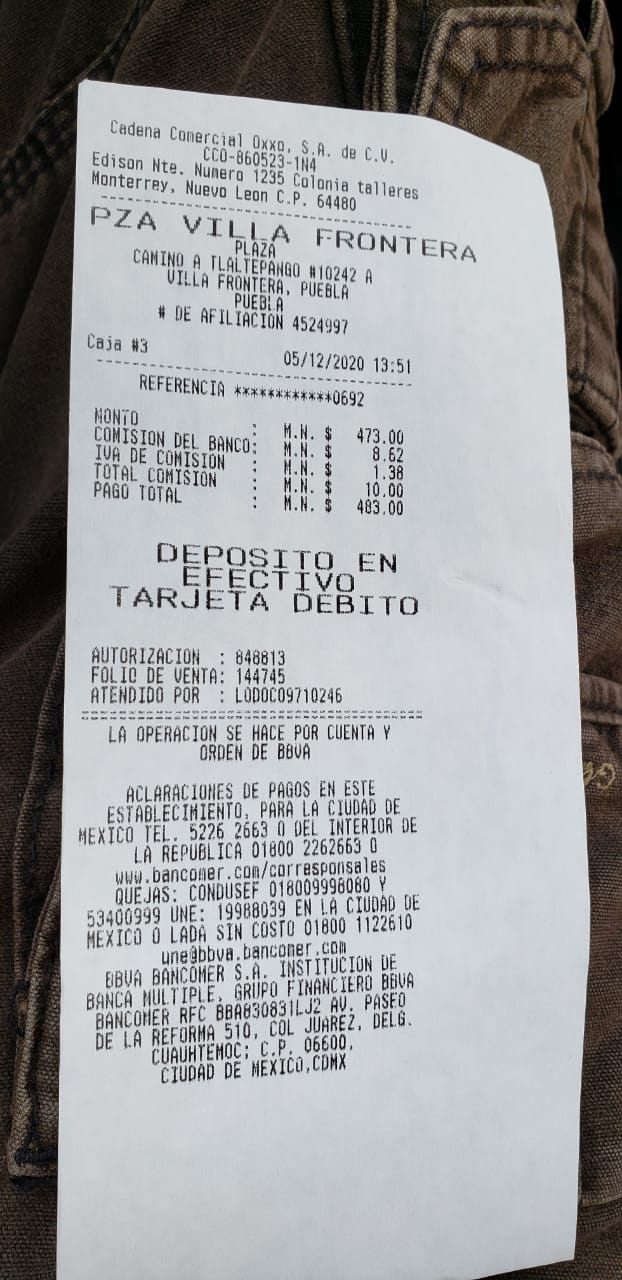 Cadena Comercial Oxxo, S.A. de C.V.
CCO-860523-1N4
Edison Nte. Numero 1235 Colonia talleres
Monterrey, Nuevo Leon C.P. 64480
PZA VILLA FRONTERA
PLAZA
CAMINO A TLALTEPANGO #10242 A
VILLA FRONTERA, PUEBLA
PUEBLA
# DE AFILIACION 4524997
Caja #3 05/12/2020 13:51
REFERENCIA ************0692
MONTO : M.N. $ 473.00
COMISION DEL BANCO: M.N. $ 8.62
IVA DE COMISION : M.N. $ 1.38
TOTAL COMISION : M.N. $ 10.00
PAGO TOTAL : M.N. $ 483.00
DEPOSITO EN
EFECTIVO
TARJETA DEBITO
AUTORIZACION : 848813
FOLIO DE VENTA: 144745
ATENDIDO POR : LODOC09710246
LA OPERACION SE HACE POR CUENTA Y
ORDEN DE BBVA
ACLARACIONES DE PAGOS EN ESTE
ESTABLECIMIENTO, PARA LA CIUDAD DE
MEXICO TEL. 5226 2663 O DEL INTERIOR DE
LA REPUBLICA 01800 2262663 O
www.bancomer.com/corresponsales
QUEJAS: CONDUSEF 018009998080 Y
53400999 UNE: 19988039 EN LA CIUDAD DE
MEXICO O LADA SIN COSTO 01800 1122610
une@bbva.bancomer.com
BBVA BANCOMER S.A. INSTITUCION DE
BANCA MULTIPLE, GRUPO FINANCIERO BBVA
BANCOMER RFC BBA830831LJ2 AV. PASEO
DE LA REFORMA 510, COL JUAREZ, DELG.
CUAUHTEMOC; C.P. 06600,
CIUDAD DE MEXICO,CDMX